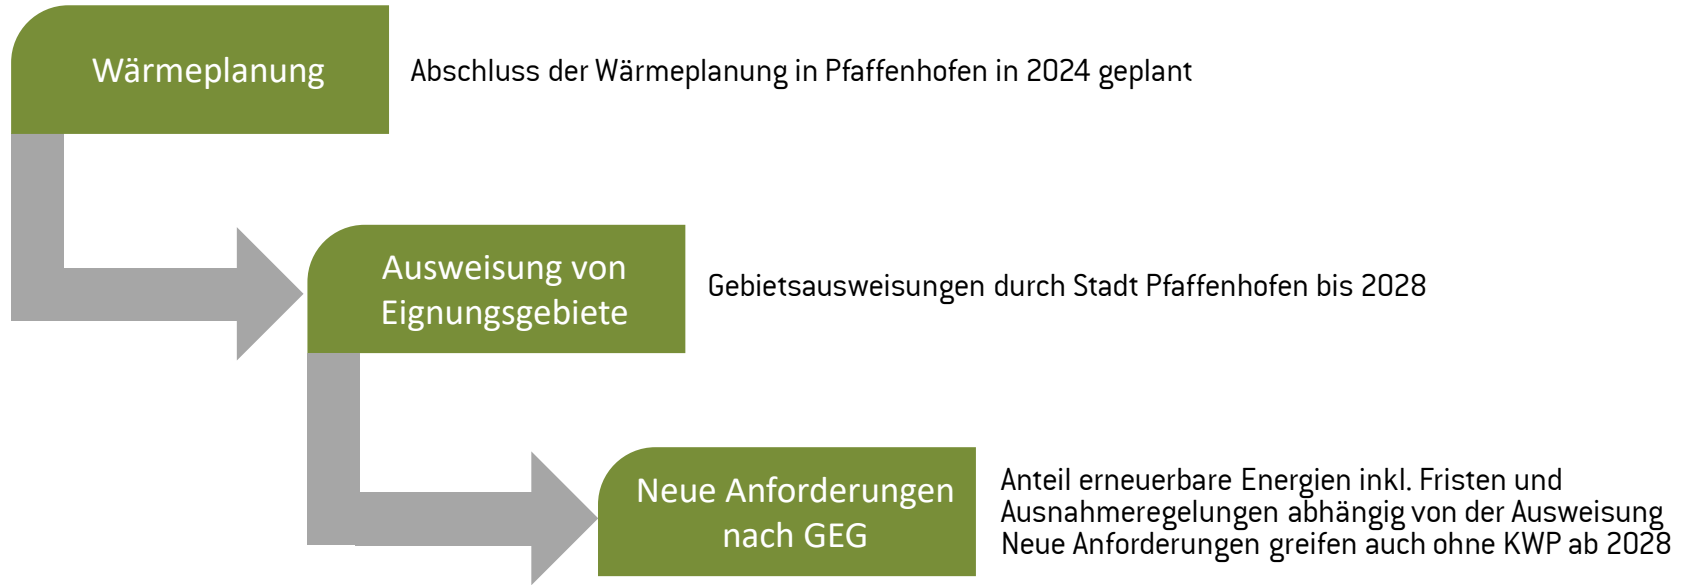 Wärmeplanung
Abschluss der Wärmeplanung in Pfaffenhofen in 2024 geplant
Ausweisung von
Eignungsgebiete
Gebietsausweisungen durch Stadt Pfaffenhofen bis 2028
Neue Anforderungen
nach GEG
Anteil erneuerbare Energien inkl. Fristen und
Ausnahmeregelungen abhängig von der Ausweisung
Neue Anforderungen greifen auch ohne KWP ab 2028